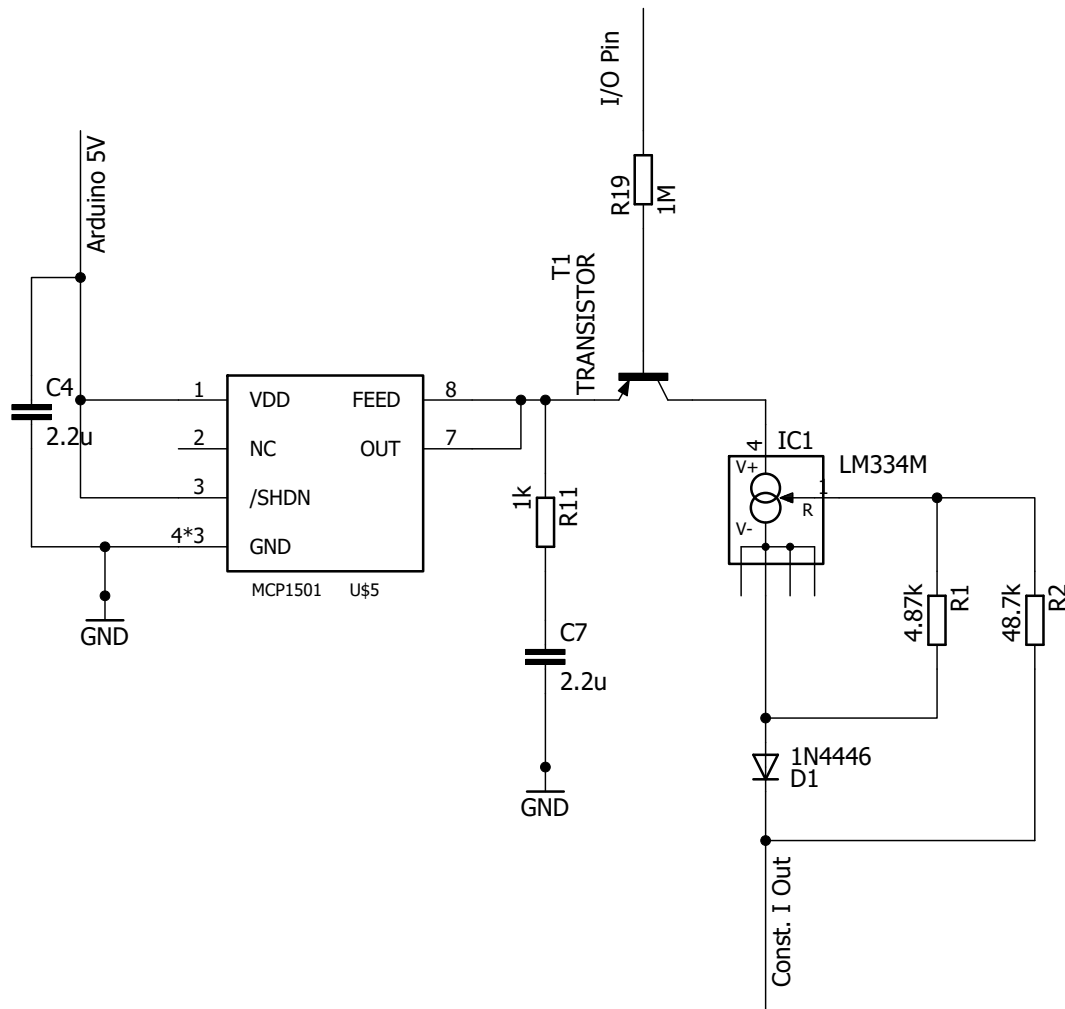 I/O Pin
Arduino 5V
R19
1M
T1
TRANSISTOR
C4
2.2u
1
2
3
4*3
VDD
NC
/SHDN
GND
FEED
OUT
8
7
MCP1501
U$5
GND
1k
R11
C7
2.2u
GND
4
IC1
LM334M
V+
V-
R
1
4.87k
R1
48.7k
R2
1N4446
D1
Const. I Out